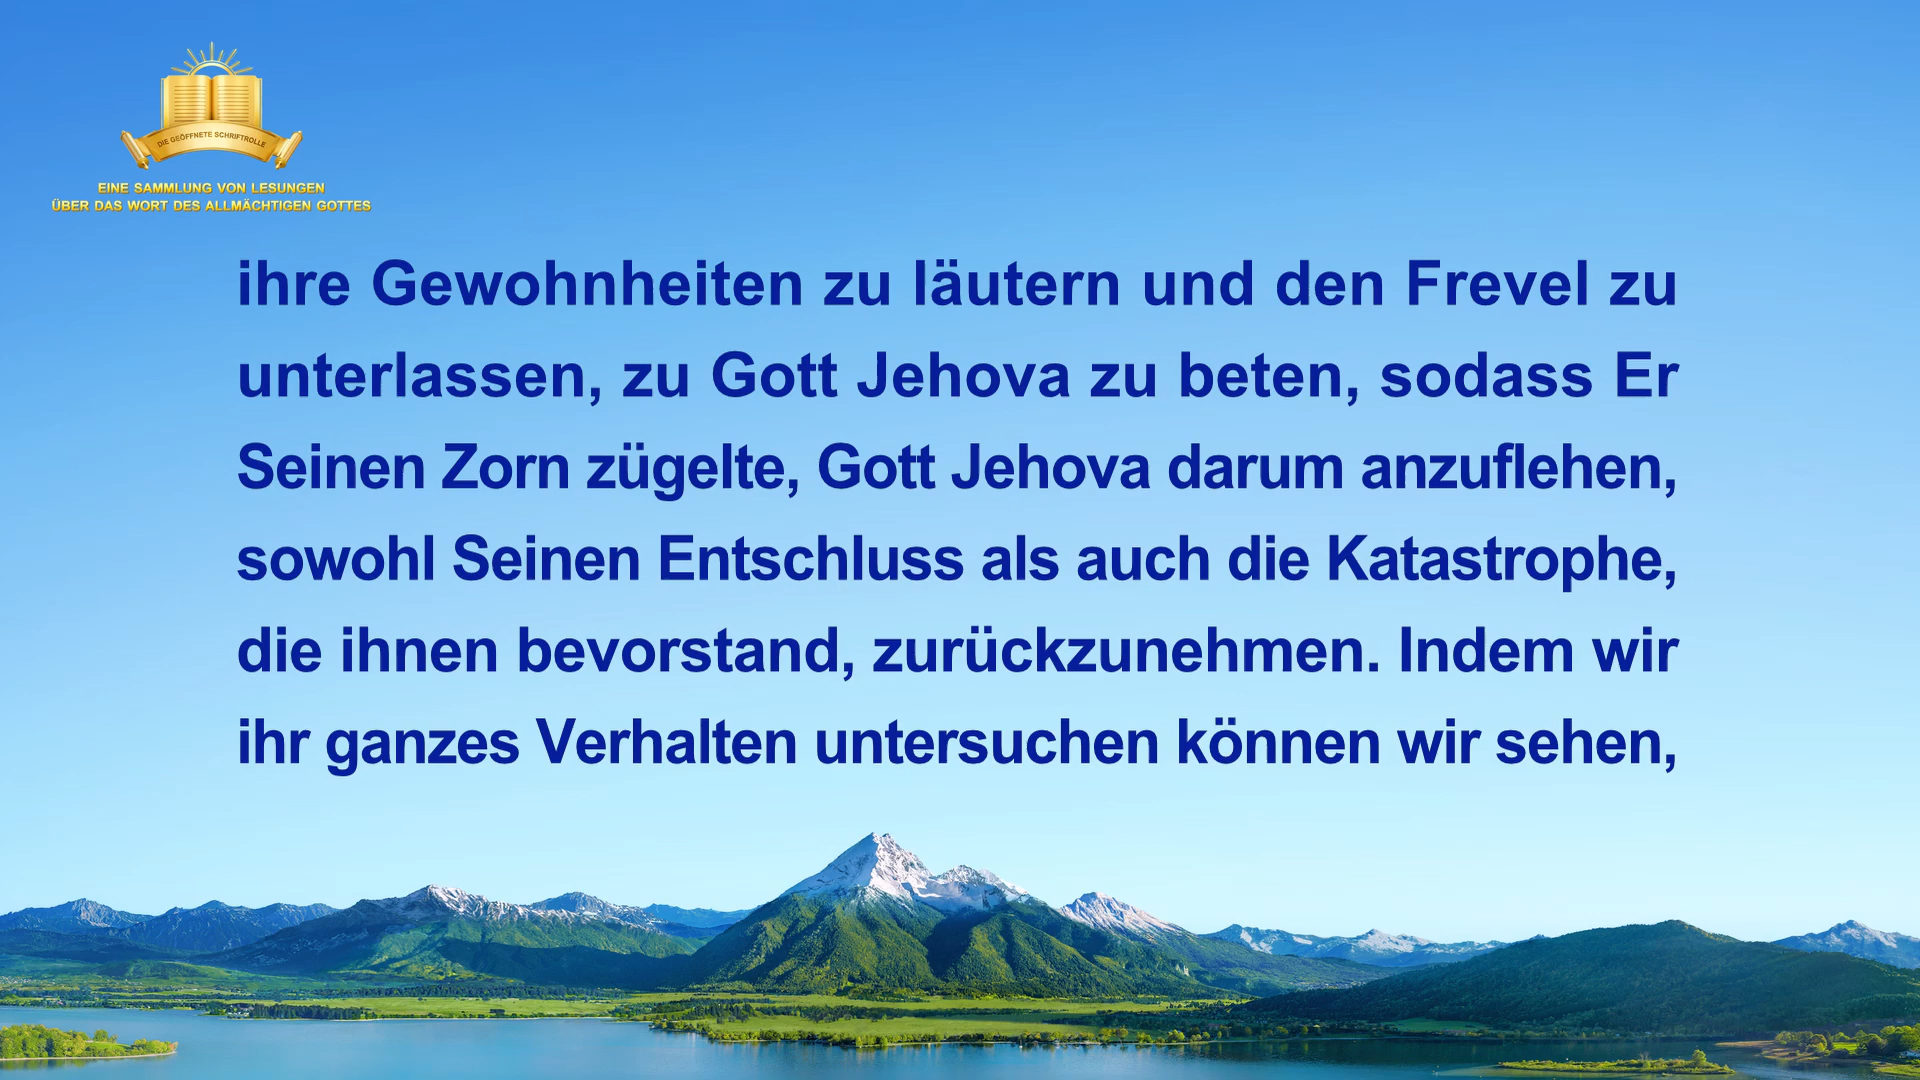 DIE GEÖFFNETE SCHRIFTROLLE
EINE SAMMLUNG VON LESUNGEN
ÜBER DAS WORT DES ALLMÄCHTIGEN GOTTES
ihre Gewohnheiten zu läutern und den Frevel zu
unterlassen, zu Gott Jehova zu beten, sodass Er
Seinen Zorn zügelte, Gott Jehova darum anzuflehen,
sowohl Seinen Entschluss als auch die Katastrophe,
die ihnen bevorstand, zurückzunehmen. Indem wir
ihr ganzes Verhalten untersuchen können wir sehen,